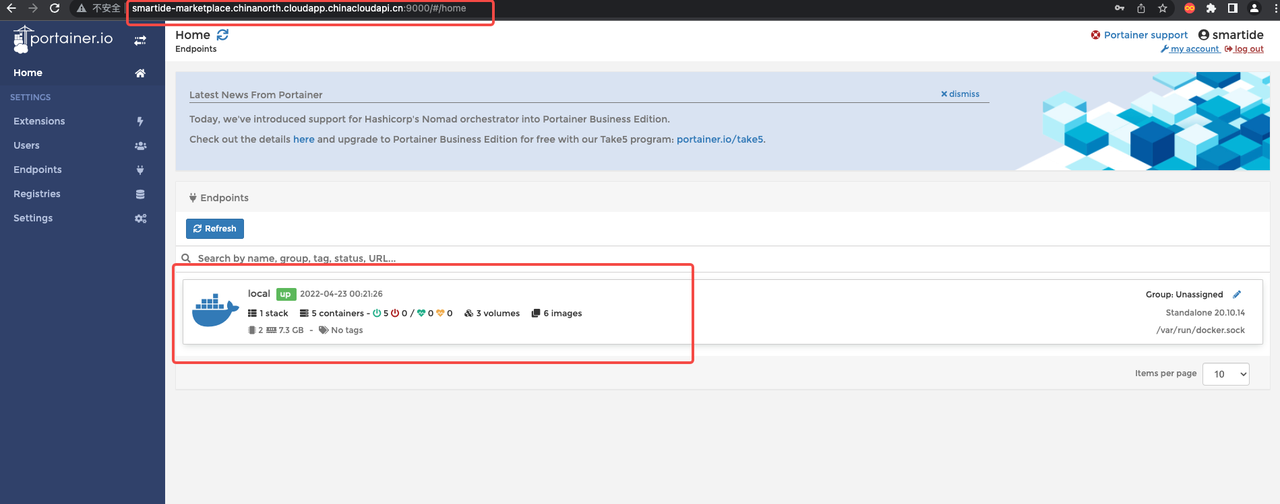 不安全 smartide-marketplace.chinanorth.cloudapp.chinacloudapi.cn:9000/#/home
portainer.io
Home
Endpoints
Portainer support smartide
my account log out
Home
SETTINGS
Extensions
Users
Endpoints
Registries
Settings
Latest News From Portainer dismiss
Today, we've introduced support for Hashicorp's Nomad orchestrator into Portainer Business Edition.
Check out the details here and upgrade to Portainer Business Edition for free with our Take5 program: portainer.io/take5.
Endpoints
Refresh
Search by name, group, tag, status, URL...
local up 2022-04-23 00:21:26 Group: Unassigned
1 stack 5 containers - 5 0 / 0 0 3 volumes 6 images Standalone 20.10.14
2 7.3 GB - No tags /var/run/docker.sock
Items per page 10